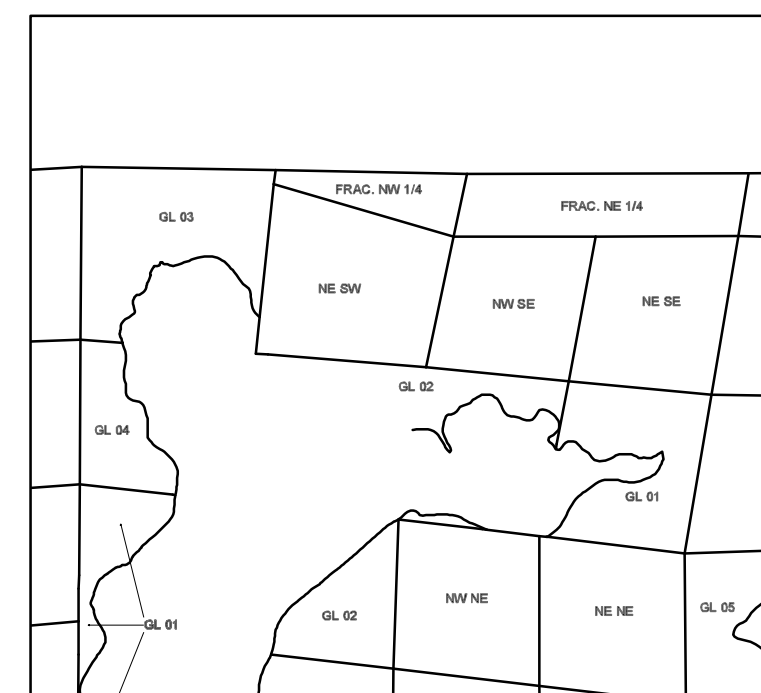 FRAC. NW 1/4
FRAC. NE 1/4
GL 03
NE SW
NW SE
NE SE
GL 02
GL 04
GL 01
NW NE
NE NE
GL 05
GL 02
GL 01